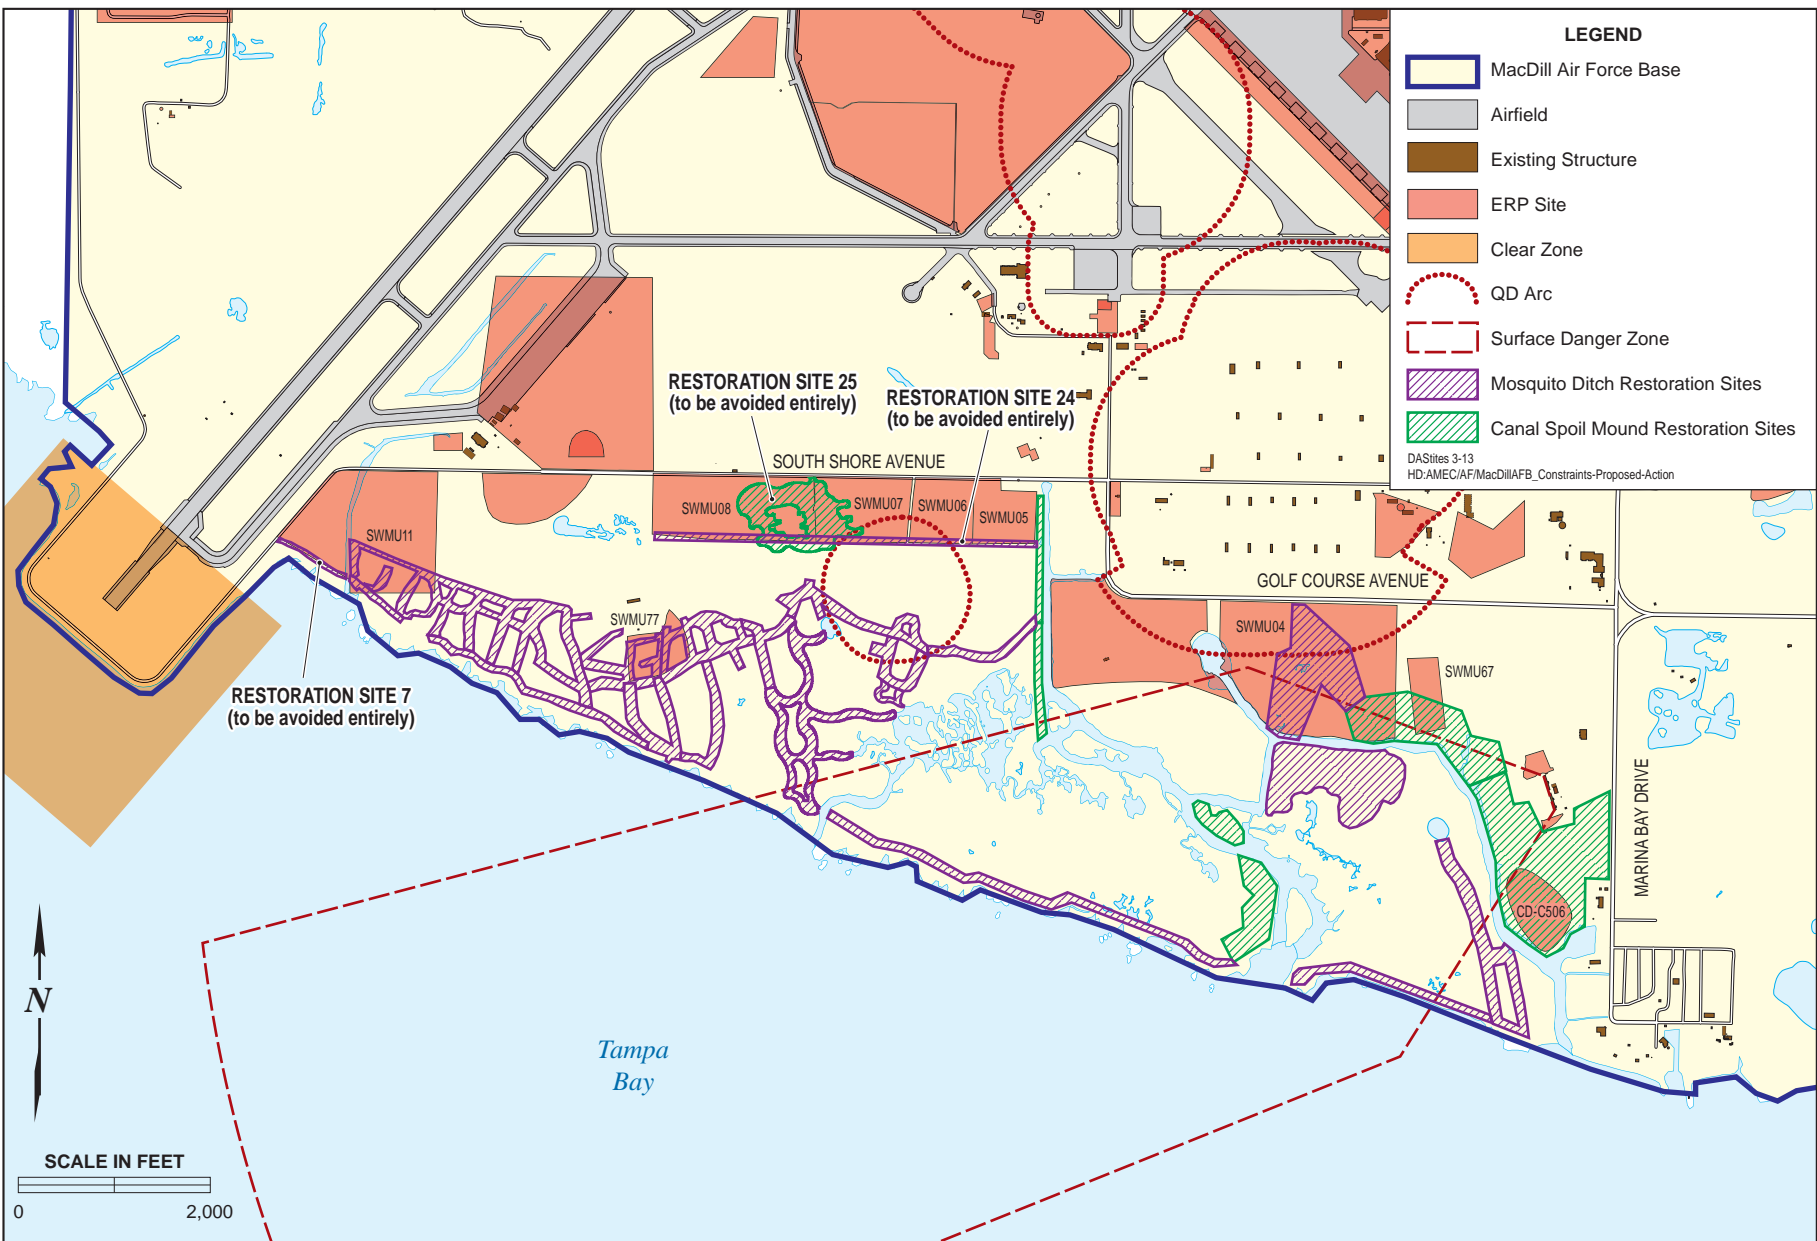 LEGEND
MacDill Air Force Base
Airfield
Existing Structure
ERP Site
Clear Zone
QD Arc
Surface Danger Zone
Mosquito Ditch Restoration Sites
Canal Spoil Mound Restoration Sites
DAStites 3-13
HD:AMEC/AF/MacDillAFB_Constraints-Proposed-Action
RESTORATION SITE 25
(to be avoided entirely)
RESTORATION SITE 24
(to be avoided entirely)
SOUTH SHORE AVENUE
SWMU08
SWMU07
SWMU06
SWMU05
SWMU11
GOLF COURSE AVENUE
SWMU77
SWMU04
SWMU67
RESTORATION SITE 7
(to be avoided entirely)
MARINA BAY DRIVE
CD-C506
N
Tampa
Bay
SCALE IN FEET
0 2,000